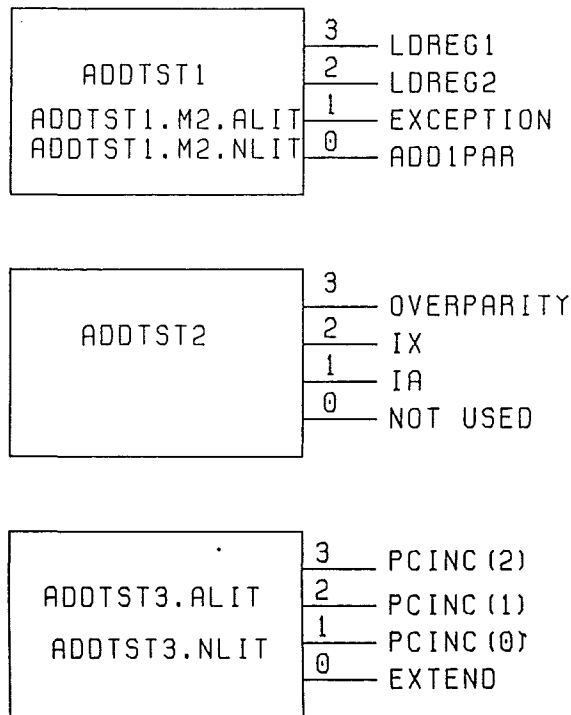 3 LDREG1
ADDTST1
2 LDREG2
ADDTST1.M2.ALIT 1 EXCEPTION
ADDTST1.M2.NLIT 0 ADD1PAR
3 OVERPARITY
ADDTST2 2 IX
1 IA
0 NOT USED
3 PCINC(2)
ADDTST3.ALIT 2 PCINC(1)
1 PCINC(0)
ADDTST3.NLIT 0 EXTEND